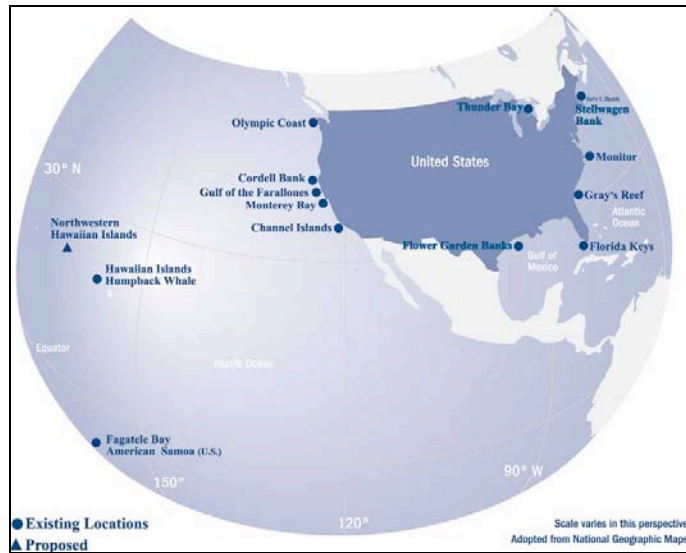 Thunder Bay
Gerry E. Studds
Stellwagen
Bank
Olympic Coast
United States
Monitor
30° N
Cordell Bank
Gulf of the Farallones
Monterey Bay
Gray's Reef
Atlantic
Ocean
Northwestern
Hawaiian Islands
Channel Islands
Flower Garden Banks
Gulf of
Mexico
Florida Keys
Hawaiian Islands
Humpback Whale
Equator
Pacific Ocean
Fagatele Bay
American Samoa (U.S.)
90° W
150°
120°
Existing Locations
Proposed
Scale varies in this perspective
Adopted from National Geographic Maps